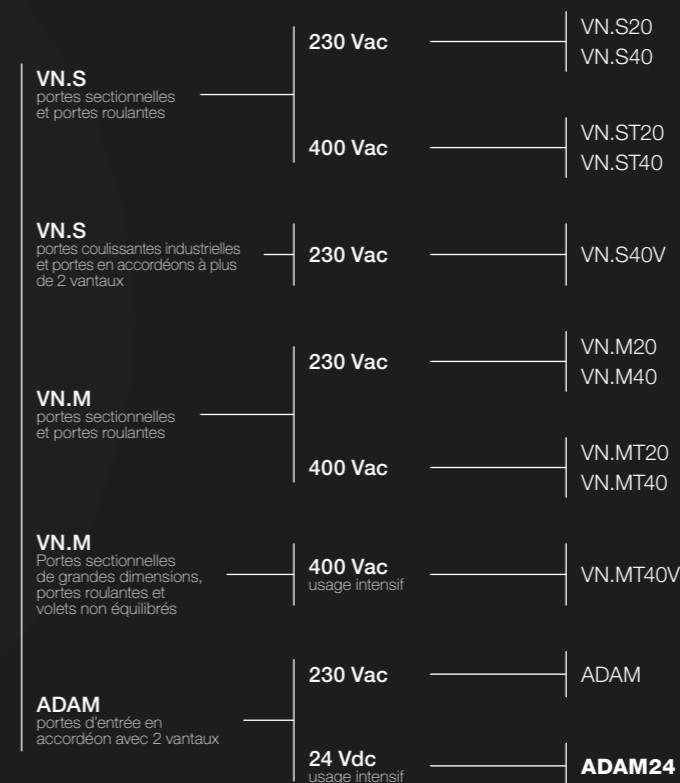 VN.S
portes sectionnelles
et portes roulantes
230 Vac
VN.S20
VN.S40
400 Vac
VN.ST20
VN.ST40
VN.S
portes coulissantes industrielles
et portes en accordéons à plus
de 2 vantaux
230 Vac
VN.S40V
VN.M
portes sectionnelles
et portes roulantes
230 Vac
VN.M20
VN.M40
400 Vac
VN.MT20
VN.MT40
VN.M
Portes sectionnelles
de grandes dimensions,
portes roulantes et
volets non équilibrés
400 Vac
usage intensif
VN.MT40V
ADAM
portes d'entrée en
accordéon avec 2 vantaux
230 Vac
ADAM
24 Vdc
usage intensif
ADAM24